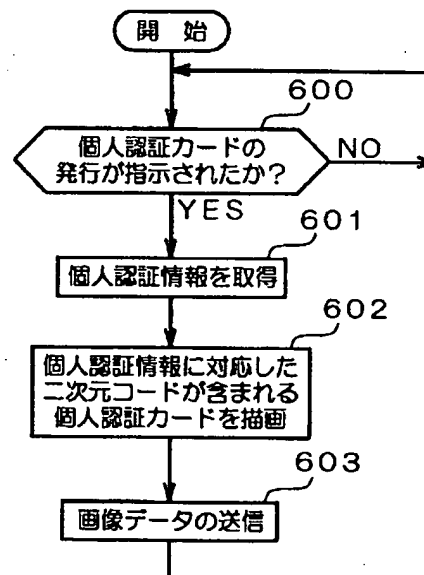 開 始
600
個人認証カードの
発行が指示されたか?
NO
YES
601
個人認証情報を取得
602
個人認証情報に対応した
二次元コードが含まれる
個人認証カードを描画
603
画像データの送信